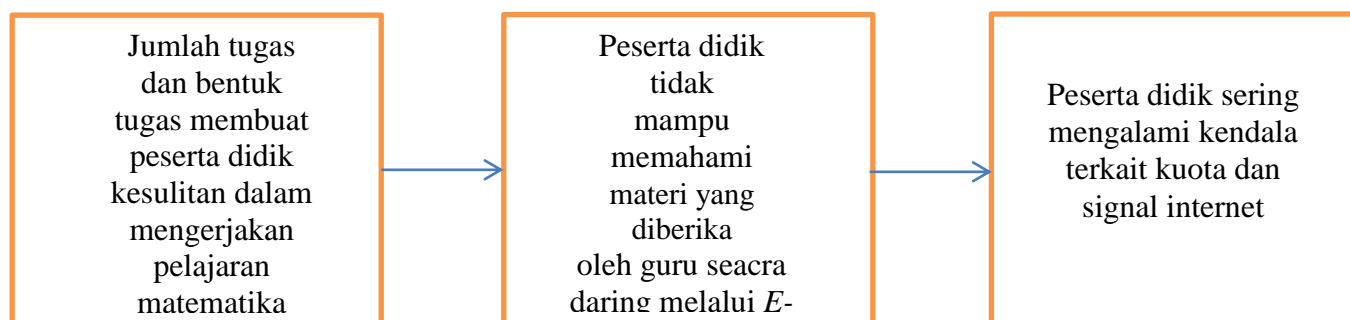 Jumlah tugas
dan bentuk
tugas membuat
peserta didik
kesulitan dalam
mengerjakan
pelajaran
matematika
Peserta didik
tidak
mampu
memahami
materi yang
diberika
oleh guru seacra
daring melalui E-
Peserta didik sering
mengalami kendala
terkait kuota dan
signal internet